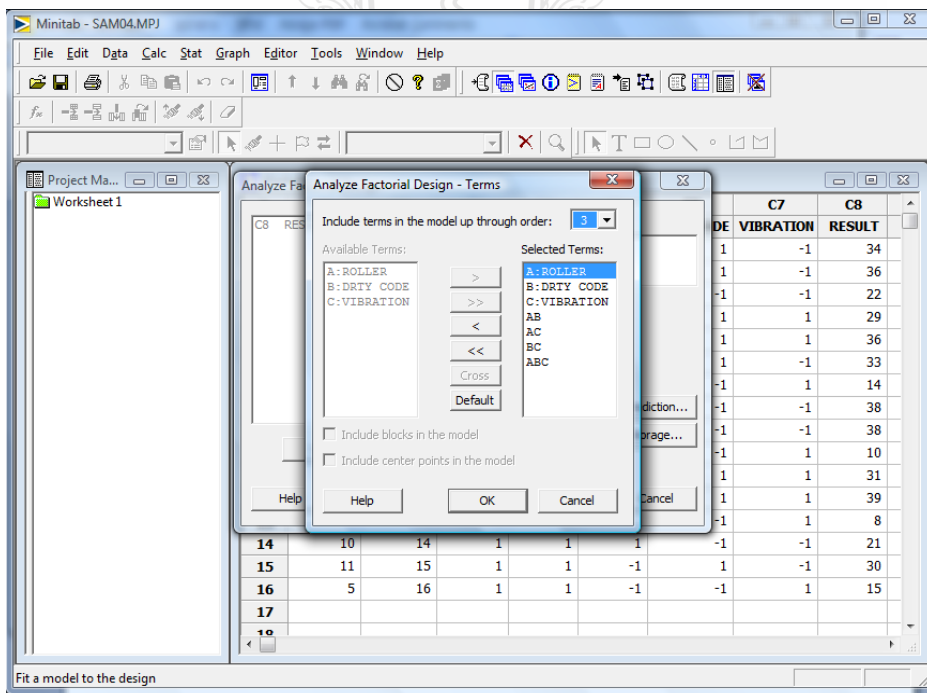 Minitab - SAM04.MPJ
File Edit Data Calc Stat Graph Editor Tools Window Help
Project Ma...
Worksheet 1
Analyze Fa
Analyze Factorial Design - Terms
Include terms in the model up through order: 3
Available Terms: Selected Terms:
A:ROLLER
B:DRTY CODE
C:VIBRATION
>
>>
<
<<
Cross
Default
A:ROLLER
B:DRTY CODE
C:VIBRATION
AB
AC
BC
ABC
Include blocks in the model
Include center points in the model
Help OK Cancel
C8 RES
diction...
orage...
Help Cancel
C7 C8
DE VIBRATION RESULT
1 -1 34
1 -1 36
-1 -1 22
1 1 29
1 1 36
1 -1 33
-1 1 14
-1 -1 38
-1 -1 38
-1 1 10
1 1 31
1 1 39
-1 1 8
14 10 14 1 1 1 -1 -1 21
15 11 15 1 1 -1 1 -1 30
16 5 16 1 1 -1 -1 1 15
17
18
Fit a model to the design